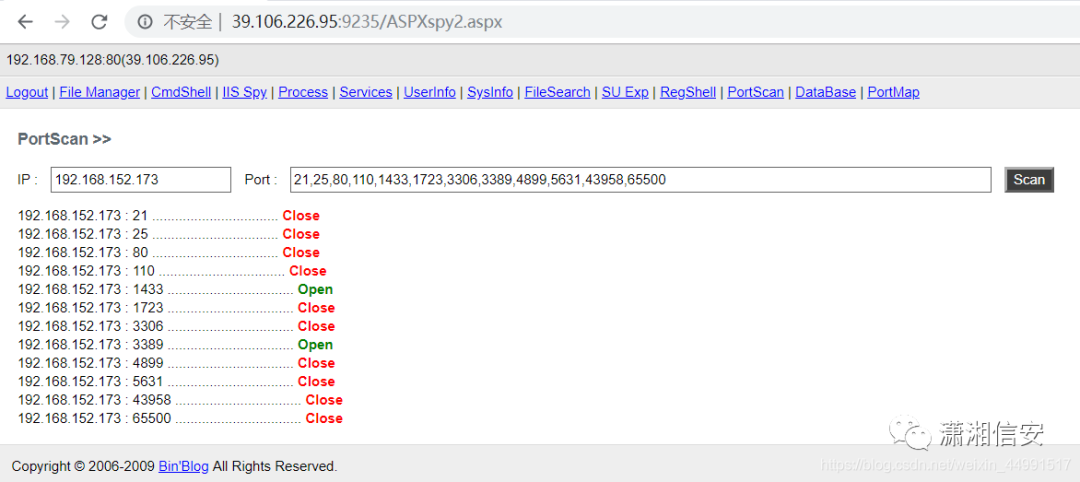 不安全 | 39.106.226.95:9235/ASPXspy2.aspx
192.168.79.128:80(39.106.226.95)
Logout | File Manager | CmdShell | IIS Spy | Process | Services | UserInfo | SysInfo | FileSearch | SU Exp | RegShell | PortScan | DataBase | PortMap
PortScan >>
IP : 192.168.152.173 Port : 21,25,80,110,1433,1723,3306,3389,4899,5631,43958,65500 Scan
192.168.152.173 : 21 ................................. Close
192.168.152.173 : 25 ................................. Close
192.168.152.173 : 80 ................................. Close
192.168.152.173 : 110 ................................. Close
192.168.152.173 : 1433 ................................. Open
192.168.152.173 : 1723 ................................. Close
192.168.152.173 : 3306 ................................. Close
192.168.152.173 : 3389 ................................. Open
192.168.152.173 : 4899 ................................. Close
192.168.152.173 : 5631 ................................. Close
192.168.152.173 : 43958 ................................. Close
192.168.152.173 : 65500 ................................. Close
潇湘信安
Copyright © 2006-2009 Bin'Blog All Rights Reserved.
https://blog.csdn.net/weixin_44991517